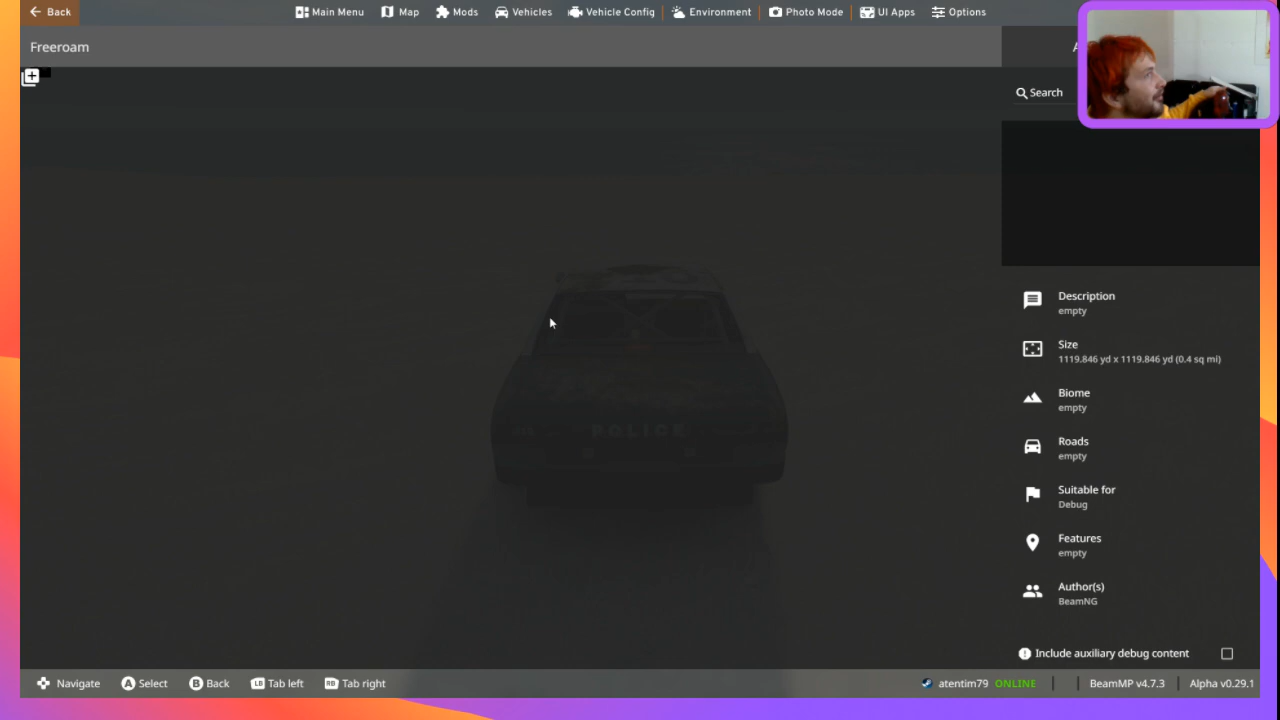 Back
Main Menu
Map
Mods
Vehicles
Vehicle Config
Environment
Photo Mode
UI Apps
Options
Freeroam
Search
POLICE
Description
empty
Size
1119.846 yd x 1119.846 yd (0.4 sq mi)
Biome
empty
Roads
empty
Suitable for
Debug
Features
empty
Author(s)
BeamNG
Include auxiliary debug content
Navigate
A Select
B Back
LB Tab left
RB Tab right
atentim79 ONLINE
BeamMP v4.7.3
Alpha v0.29.1